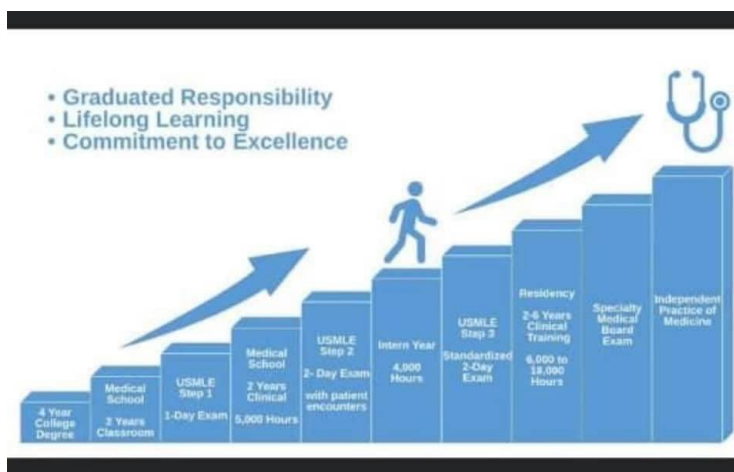 • Graduated Responsibility
• Lifelong Learning
• Commitment to Excellence
4 Year
College
Degree
Medical
School
2 Years
Classroom
USMLE
Step 1
1-Day Exam
Medical
School
2 Years
Clinical
5,000 Hours
USMLE
Step 2
2- Day Exam
with patient
encounters
Intern Year
4,000
Hours
USMLE
Step 3
Standardized
2-Day
Exam
Residency
2-6 Years
Clinical
Training
6,000 to
18,000
Hours
Specialty
Medical
Board
Exam
Independent
Practice of
Medicine